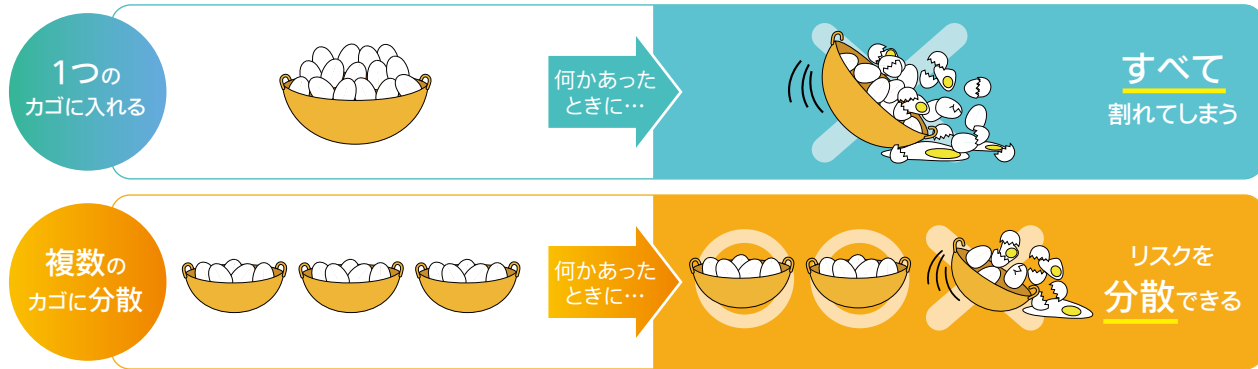 1つの
カゴに入れる
何かあった
ときに…
すべて
割れてしまう
複数の
カゴに分散
何かあった
ときに…
リスクを
分散できる